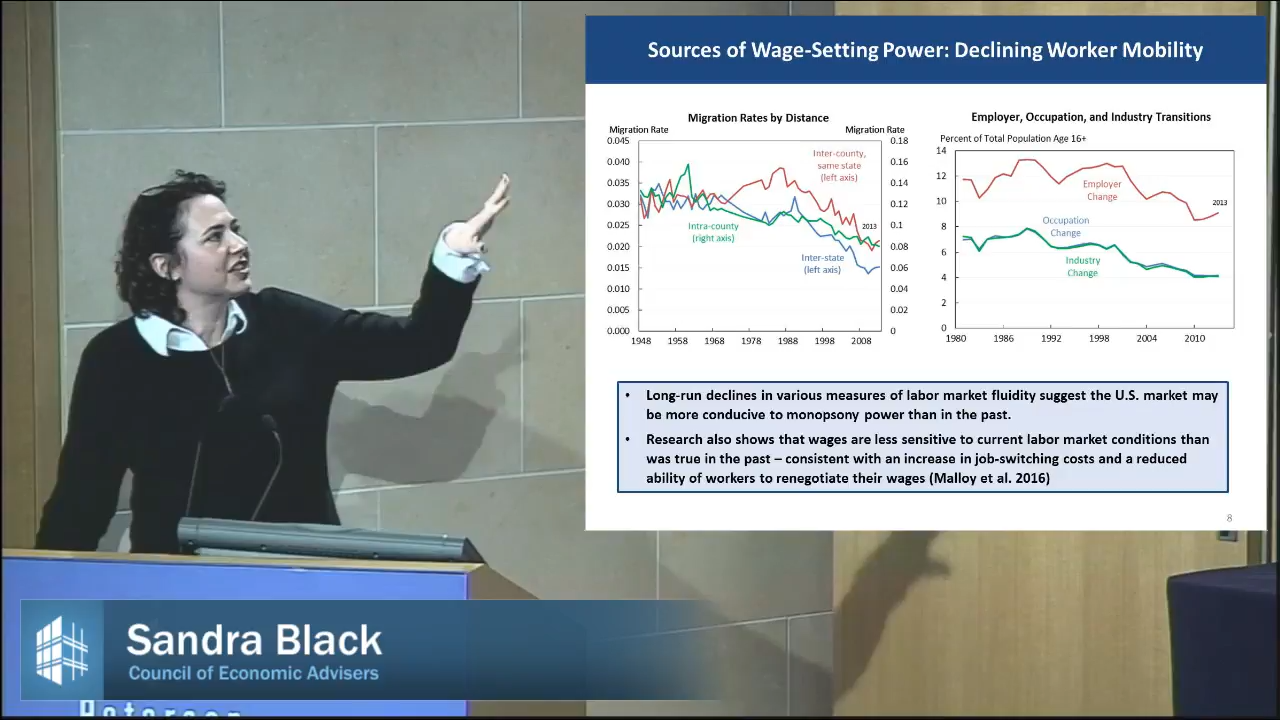 Sources of Wage-Setting Power: Declining Worker Mobility
Migration Rates by Distance
Migration Rate
Migration Rate
0.045
0.040
0.035
0.030
0.025
0.020
0.015
0.010
0.005
0.000
0.18
0.16
0.14
0.12
0.1
0.08
0.06
0.04
0.02
0
Inter-county,
same state
(left axis)
2013
Intra-county
(right axis)
Inter-state
(left axis)
1948 1958 1968 1978 1988 1998 2008
Employer, Occupation, and Industry Transitions
Percent of Total Population Age 16+
14
12
10
8
6
4
2
0
Employer
Change
2013
Occupation
Change
Industry
Change
1980 1986 1992 1998 2004 2010
• Long-run declines in various measures of labor market fluidity suggest the U.S. market may
be more conducive to monopsony power than in the past.
• Research also shows that wages are less sensitive to current labor market conditions than
was true in the past – consistent with an increase in job-switching costs and a reduced
ability of workers to renegotiate their wages (Malloy et al. 2016)
8
Sandra Black
Council of Economic Advisers